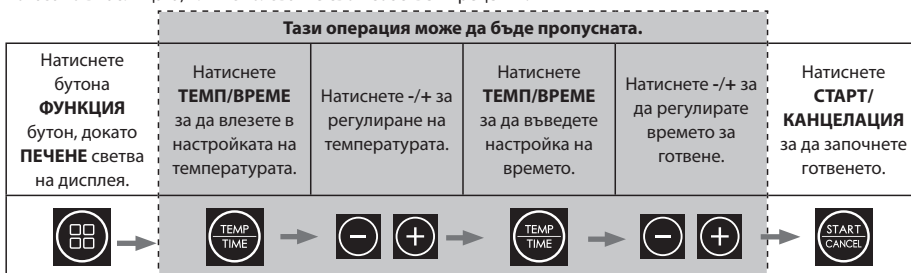 Тази операция може да бъде пропусната.
Натиснете
бутона
ФУНКЦИЯ
бутон, докато
ПЕЧЕНЕ светва
на дисплея.
Натиснете
ТЕМП/ВРЕМЕ
за да влезете в
настройката на
температурата.
Натиснете -/+ за
регулиране на
температурата.
Натиснете
ТЕМП/ВРЕМЕ
за да въведете
настройка на
времето.
Натиснете -/+ за
да регулирате
времето за
готвене.
Натиснете
СТАРТ/
КАНЦЕЛАЦИЯ
за да започнете
готвенето.
TEMP
TIME
- +
TEMP
TIME
- +
START
CANCEL